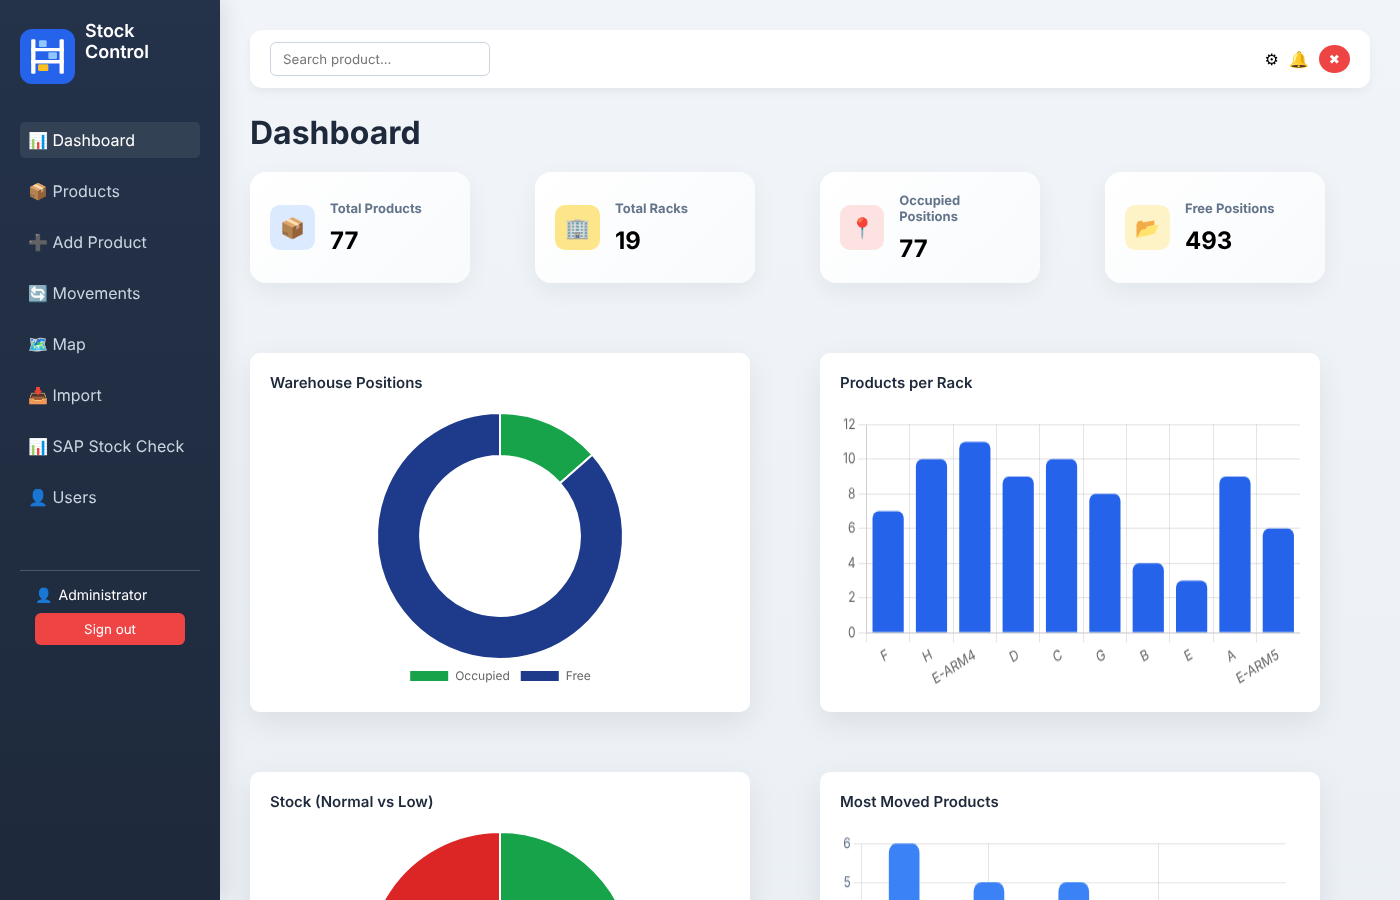 Stock
Control
Search product...
Dashboard
Products
Add Product
Movements
Map
Import
SAP Stock Check
Users
Administrator
Sign out
Dashboard
Total Products
77
Total Racks
19
Occupied
Positions
77
Free Positions
493
Warehouse Positions
Occupied Free
Products per Rack
12
10
8
6
4
2
0
F H E-ARM4 D C G B E A E-ARM5
Stock (Normal vs Low)
Most Moved Products
6
5